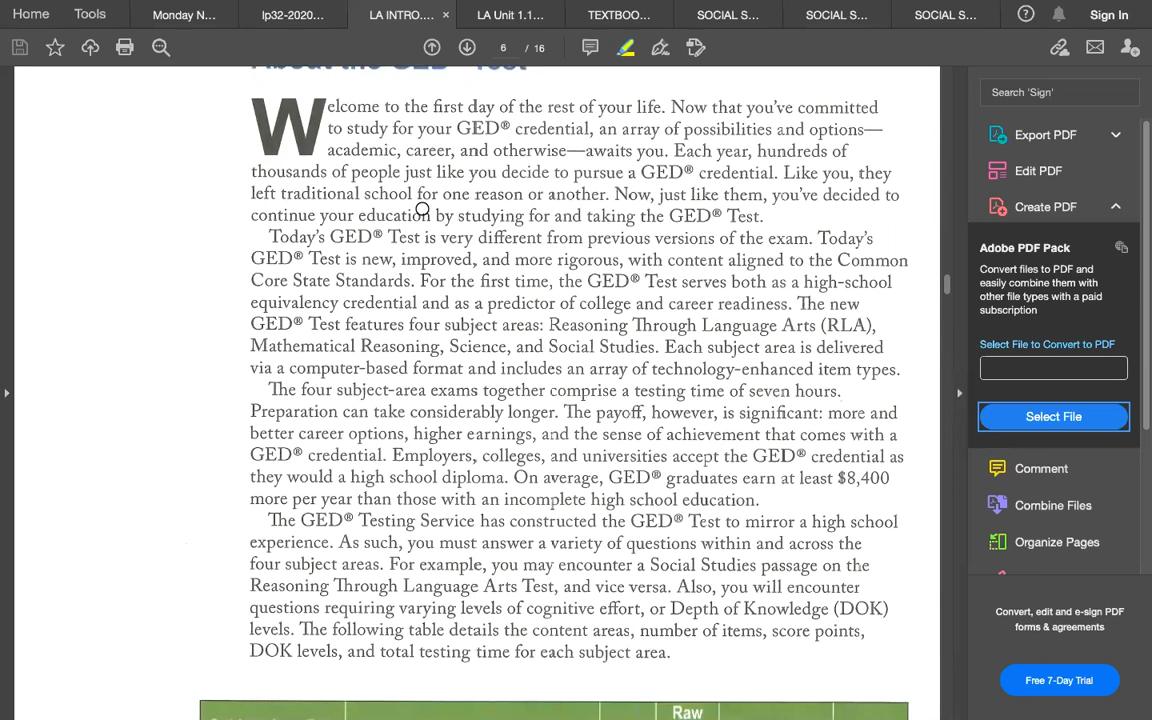 Home Tools Monday N... lp32-2020... LA INTRO.... × LA Unit 1.1... TEXTBOO... SOCIAL S... SOCIAL S... SOCIAL S... Sign In
6 / 16
About the GED® Test
Welcome to the first day of the rest of your life. Now that you've committed
to study for your GED® credential, an array of possibilities and options—
academic, career, and otherwise—awaits you. Each year, hundreds of
thousands of people just like you decide to pursue a GED® credential. Like you, they
left traditional school for one reason or another. Now, just like them, you've decided to
continue your education by studying for and taking the GED® Test.
Today's GED® Test is very different from previous versions of the exam. Today's
GED® Test is new, improved, and more rigorous, with content aligned to the Common
Core State Standards. For the first time, the GED® Test serves both as a high-school
equivalency credential and as a predictor of college and career readiness. The new
GED® Test features four subject areas: Reasoning Through Language Arts (RLA),
Mathematical Reasoning, Science, and Social Studies. Each subject area is delivered
via a computer-based format and includes an array of technology-enhanced item types.
The four subject-area exams together comprise a testing time of seven hours.
Preparation can take considerably longer. The payoff, however, is significant: more and
better career options, higher earnings, and the sense of achievement that comes with a
GED® credential. Employers, colleges, and universities accept the GED® credential as
they would a high school diploma. On average, GED® graduates earn at least $8,400
more per year than those with an incomplete high school education.
The GED® Testing Service has constructed the GED® Test to mirror a high school
experience. As such, you must answer a variety of questions within and across the
four subject areas. For example, you may encounter a Social Studies passage on the
Reasoning Through Language Arts Test, and vice versa. Also, you will encounter
questions requiring varying levels of cognitive effort, or Depth of Knowledge (DOK)
levels. The following table details the content areas, number of items, score points,
DOK levels, and total testing time for each subject area.
Raw
Search 'Sign'
Export PDF
Edit PDF
Create PDF
Adobe PDF Pack
Convert files to PDF and
easily combine them with
other file types with a paid
subscription
Select File to Convert to PDF
Select File
Comment
Combine Files
Organize Pages
Convert, edit and e-sign PDF
forms & agreements
Free 7-Day Trial